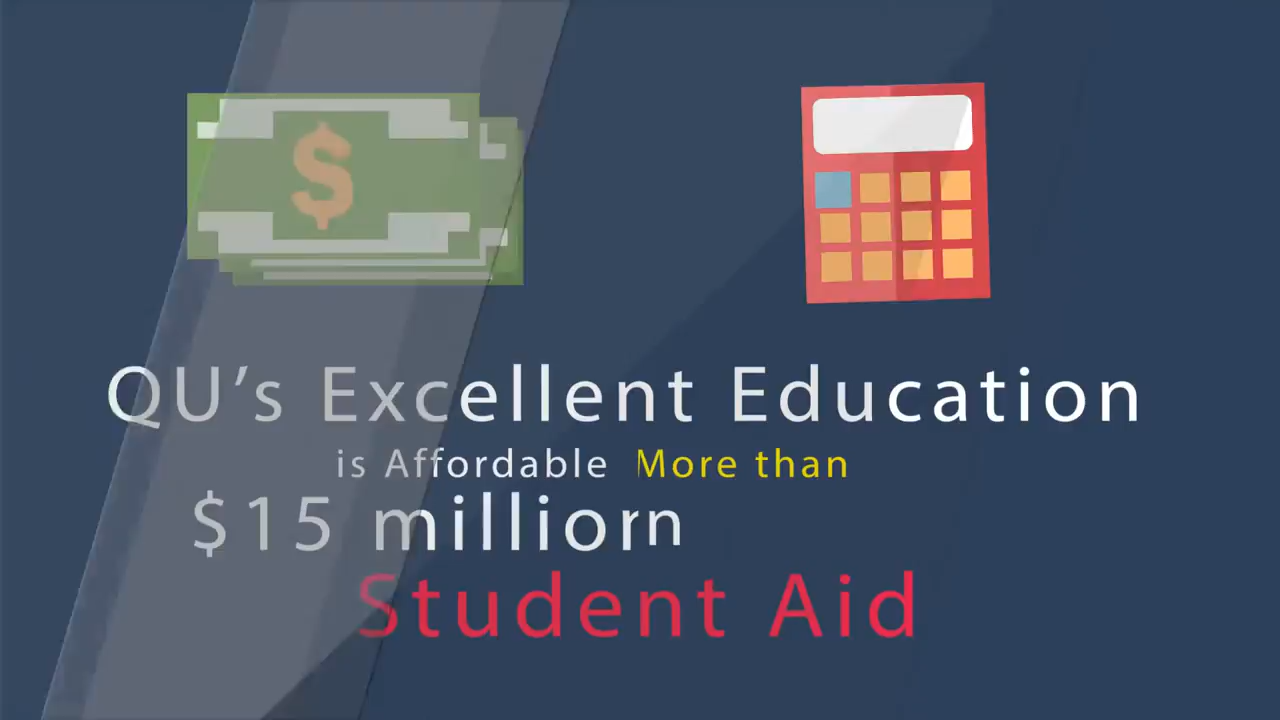 $
QU’s Excellent Education
is Affordable More than
$15 milliorn
Student Aid